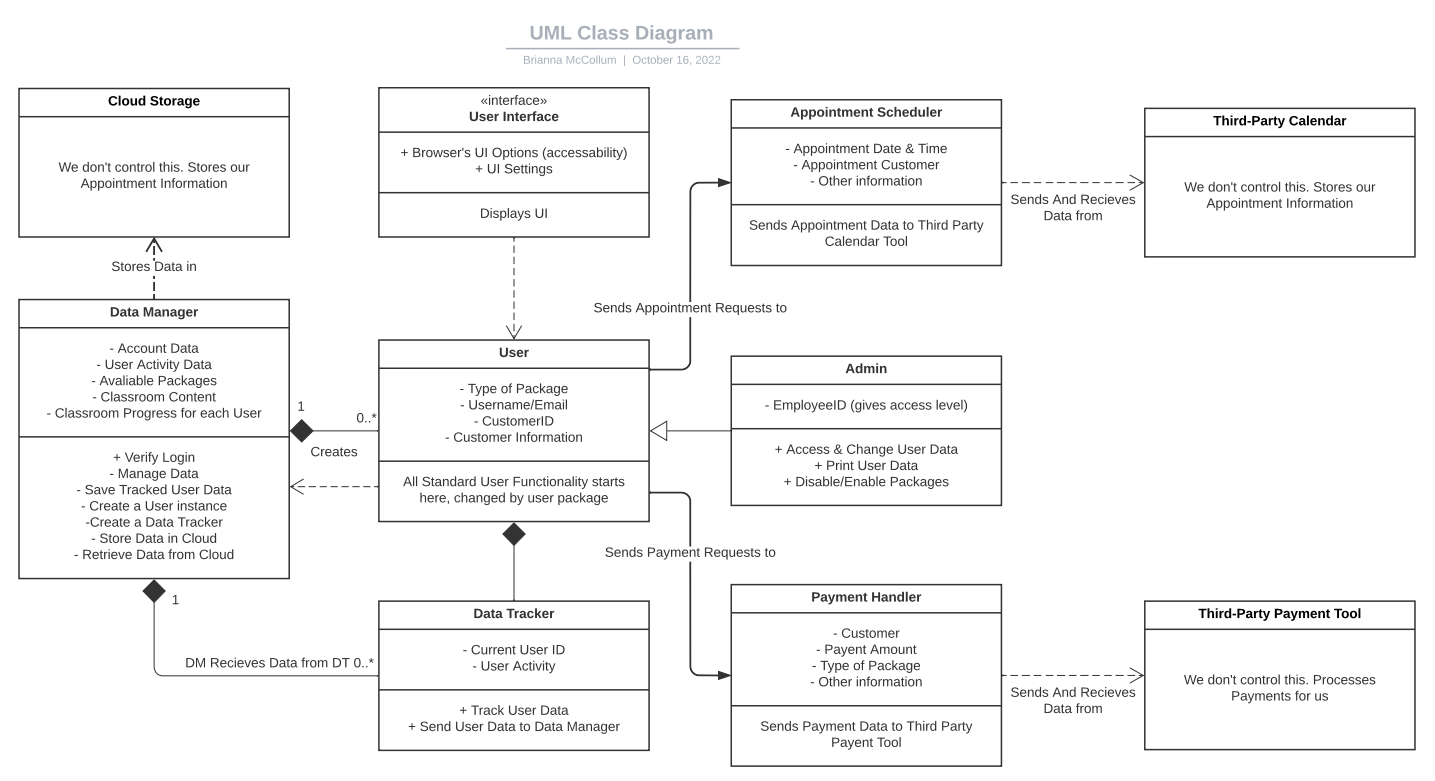 UML Class Diagram
Brianna McCollum | October 16, 2022
Cloud Storage
We don't control this. Stores our
Appointment Information
«interface»
User Interface
+ Browser's UI Options (accessability)
+ UI Settings
Displays UI
Appointment Scheduler
- Appointment Date & Time
- Appointment Customer
- Other information
Sends Appointment Data to Third Party
Calendar Tool
Sends And Recieves
Data from
Third-Party Calendar
We don't control this. Stores our
Appointment Information
Stores Data in
Sends Appointment Requests to
Data Manager
- Account Data
- User Activity Data
- Avaliable Packages
- Classroom Content
- Classroom Progress for each User
+ Verify Login
- Manage Data
- Save Tracked User Data
- Create a User instance
-Create a Data Tracker
- Store Data in Cloud
- Retrieve Data from Cloud
1
0..*
Creates
User
- Type of Package
- Username/Email
- CustomerID
- Customer Information
All Standard User Functionality starts
here, changed by user package
Admin
- EmployeeID (gives access level)
+ Access & Change User Data
+ Print User Data
+ Disable/Enable Packages
Sends Payment Requests to
1
DM Recieves Data from DT 0..*
Data Tracker
- Current User ID
- User Activity
+ Track User Data
+ Send User Data to Data Manager
Payment Handler
- Customer
- Payent Amount
- Type of Package
- Other information
Sends Payment Data to Third Party
Payent Tool
Sends And Recieves
Data from
Third-Party Payment Tool
We don't control this. Processes
Payments for us